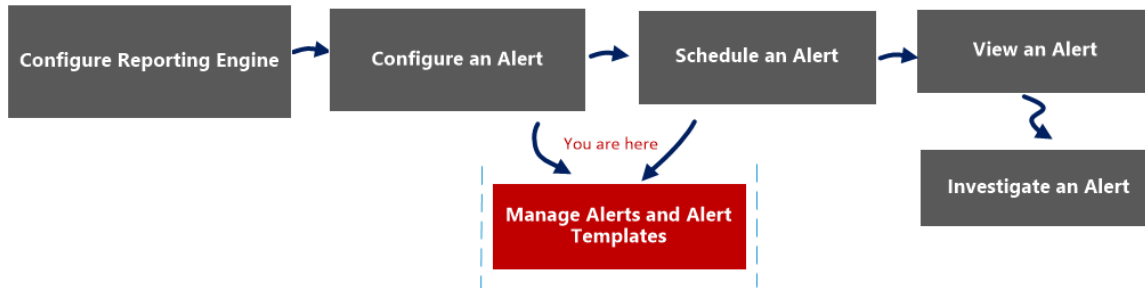 Configure Reporting Engine
Configure an Alert
Schedule an Alert
View an Alert
You are here
Manage Alerts and Alert
Templates
Investigate an Alert